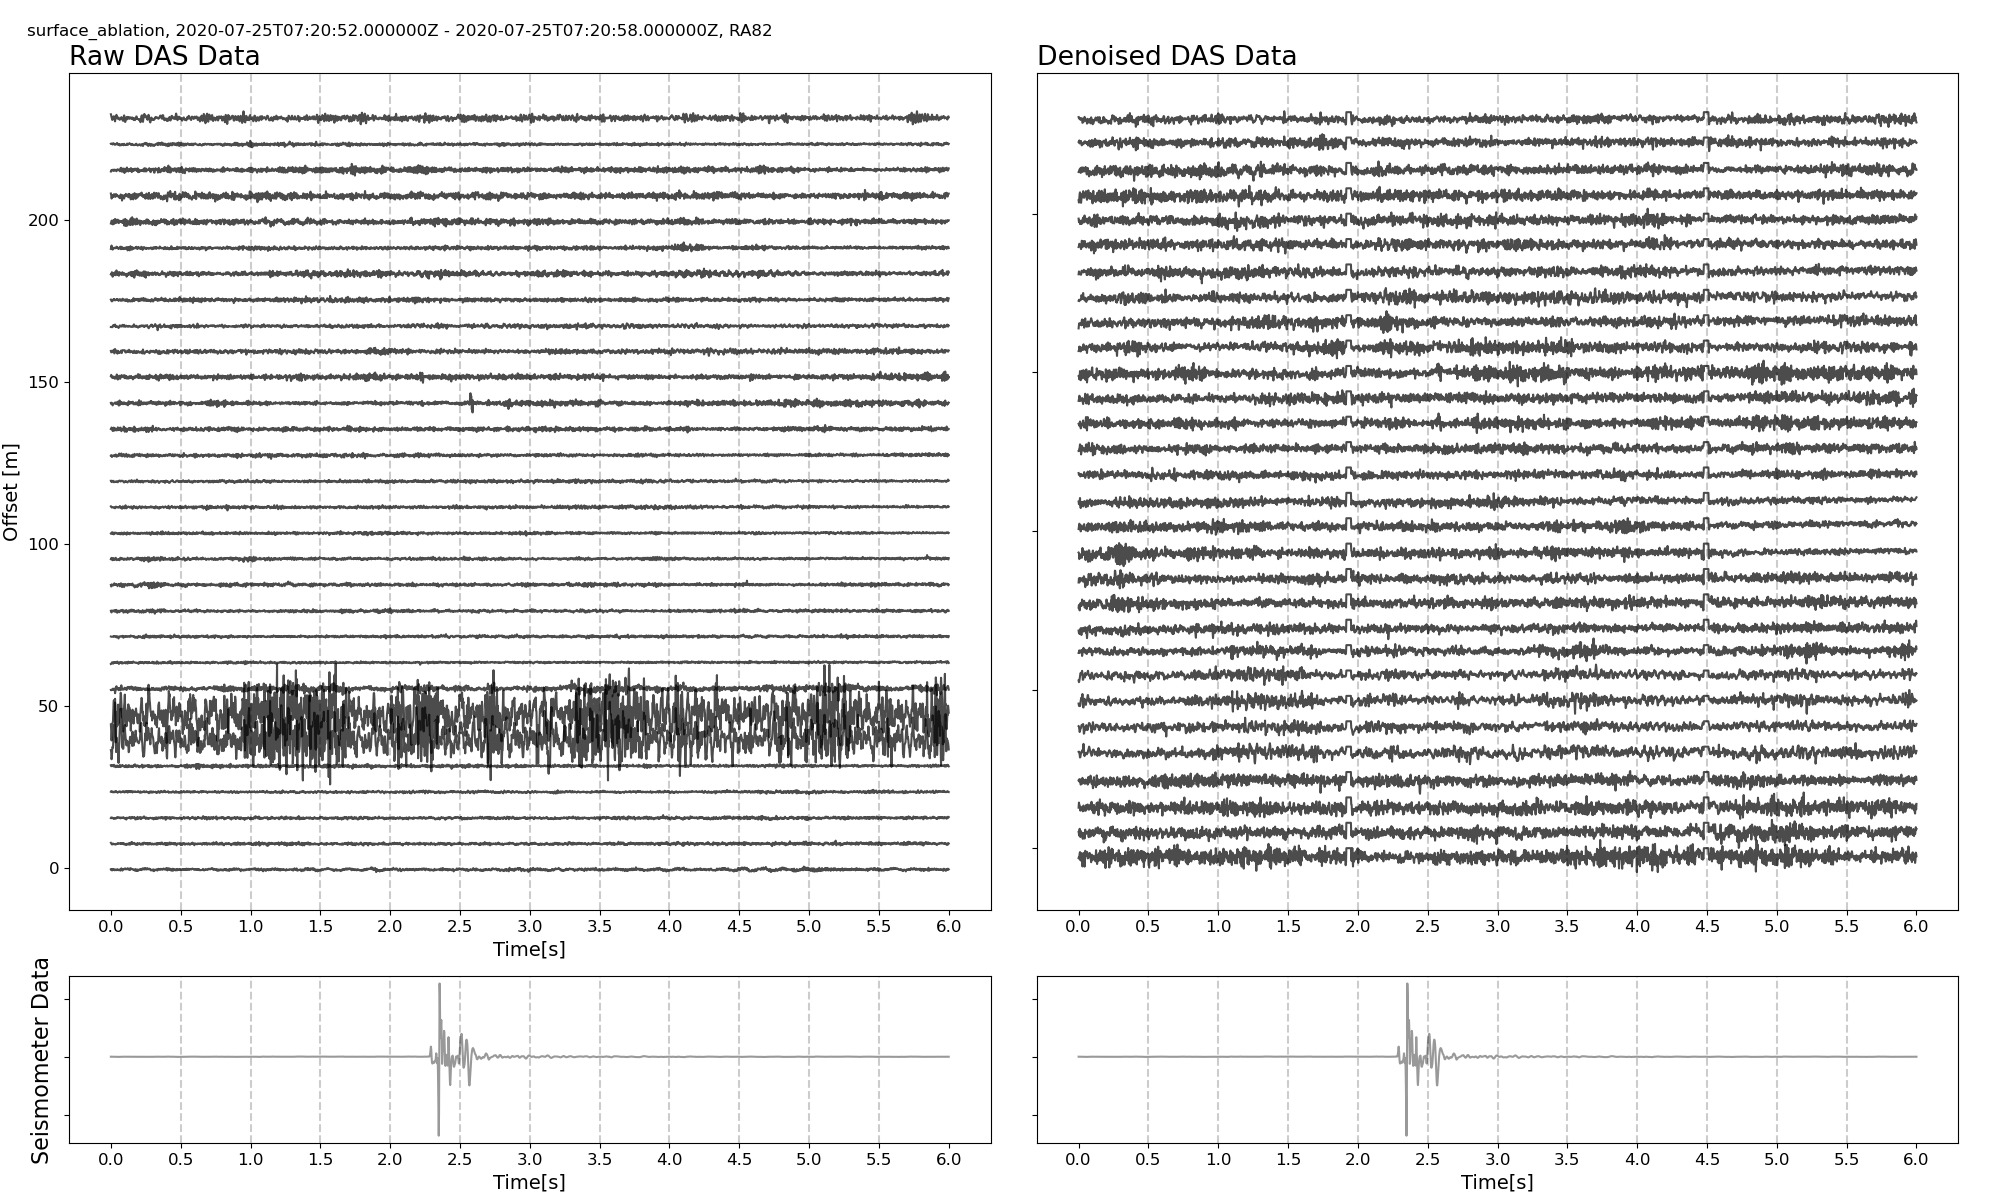 surface_ablation, 2020-07-25T07:20:52.000000Z - 2020-07-25T07:20:58.000000Z, RA82
Raw DAS Data
Denoised DAS Data
Offset [m]
200
150
100
50
0
0.0 0.5 1.0 1.5 2.0 2.5 3.0 3.5 4.0 4.5 5.0 5.5 6.0
Time[s]
0.0 0.5 1.0 1.5 2.0 2.5 3.0 3.5 4.0 4.5 5.0 5.5 6.0
Seismometer Data
0.0 0.5 1.0 1.5 2.0 2.5 3.0 3.5 4.0 4.5 5.0 5.5 6.0
Time[s]
0.0 0.5 1.0 1.5 2.0 2.5 3.0 3.5 4.0 4.5 5.0 5.5 6.0
Time[s]